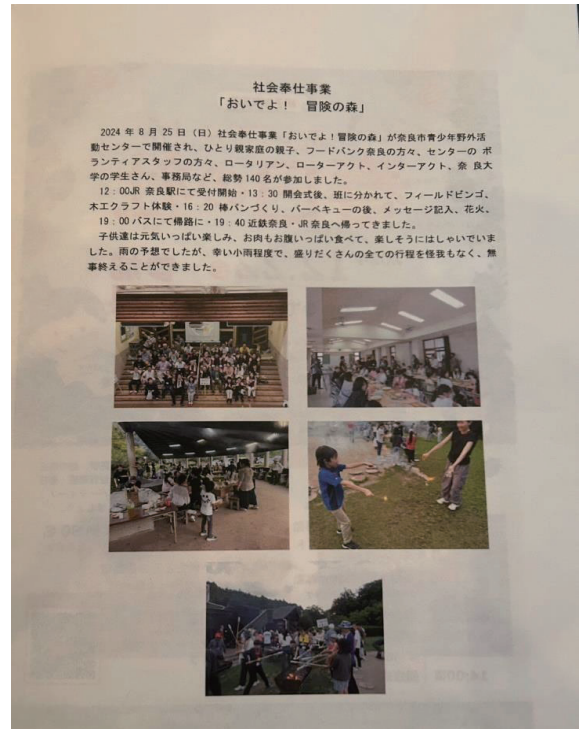 社会奉仕事業
「おいでよ！　冒険の森」
2024 年 8 月 25 日（日）社会奉仕事業「おいでよ！冒険の森」が奈良市青少年野外活
動センターで開催され、ひとり親家庭の親子、フードバンク奈良の方々、センターの ボ
ランティアスタッフの方々、ロータリアン、ローターアクト、インターアクト、奈 良大
学の学生さん、事務局など、総勢 140 名が参加しました。
12：00JR 奈良駅にて受付開始・13：30 開会式後、班に分かれて、フィールドビンゴ、
木工クラフト体験・16：20 棒パンづくり、バーベキューの後、メッセージ記入、花火、
19：00 バスにて帰路に・19：40 近鉄奈良・JR 奈良へ帰ってきました。
子供達は元気いっぱい楽しみ、お肉もお腹いっぱい食べて、楽しそうにはしゃいでいま
した。雨の予想でしたが、幸い小雨程度で、盛りだくさんの全ての行程を怪我もなく、無
事終えることができました。